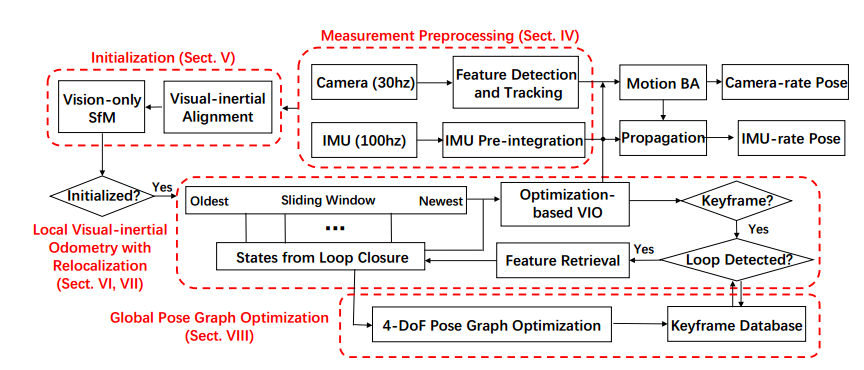 Measurement Preprocessing (Sect. IV)
Initialization (Sect. V)
Camera (30hz)
Feature Detection
and Tracking
Motion BA
Camera-rate Pose
Vision-only
SfM
Visual-inertial
Alignment
IMU (100hz)
IMU Pre-integration
Propagation
IMU-rate Pose
Initialized?
Yes
Oldest
Sliding Window
Newest
Optimization-
based VIO
Keyframe?
Yes
Local Visual-inertial
Odometry with
Relocalization
(Sect. VI, VII)
...
States from Loop Closure
Feature Retrieval
Yes
Loop Detected?
Global Pose Graph Optimization
(Sect. VIII)
4-DoF Pose Graph Optimization
Keyframe Database